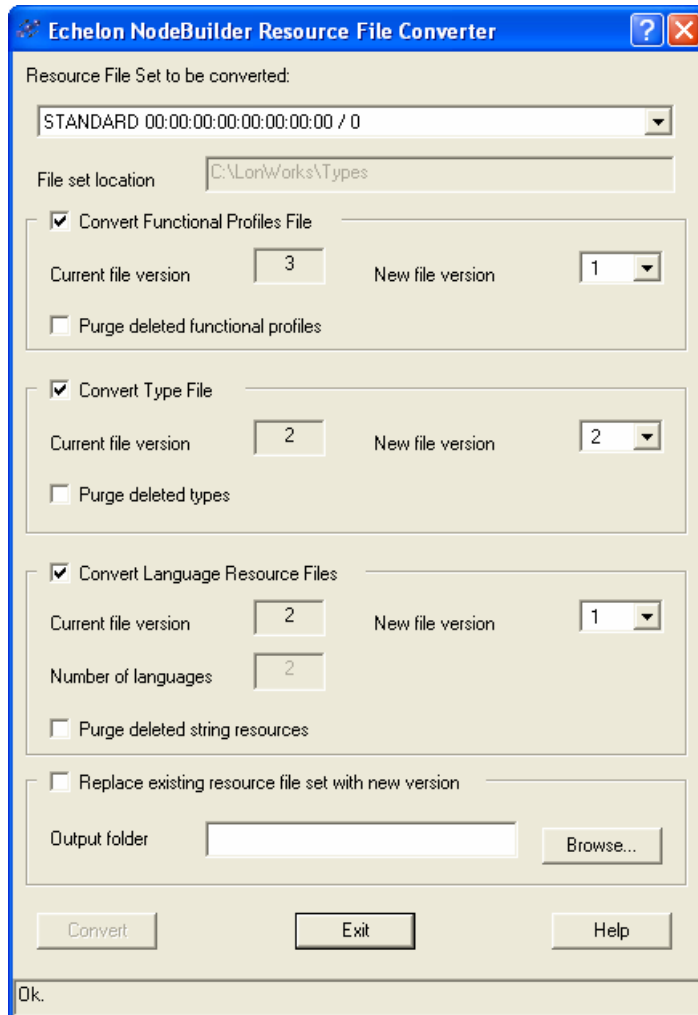 Echelon NodeBuilder Resource File Converter
Resource File Set to be converted:
STANDARD 00:00:00:00:00:00:00:00 / 0
File set location C:\LonWorks\Types
Convert Functional Profiles File
Current file version 3 New file version 1
Purge deleted functional profiles
Convert Type File
Current file version 2 New file version 2
Purge deleted types
Convert Language Resource Files
Current file version 2 New file version 1
Number of languages 2
Purge deleted string resources
Replace existing resource file set with new version
Output folder Browse...
Convert Exit Help
Ok.